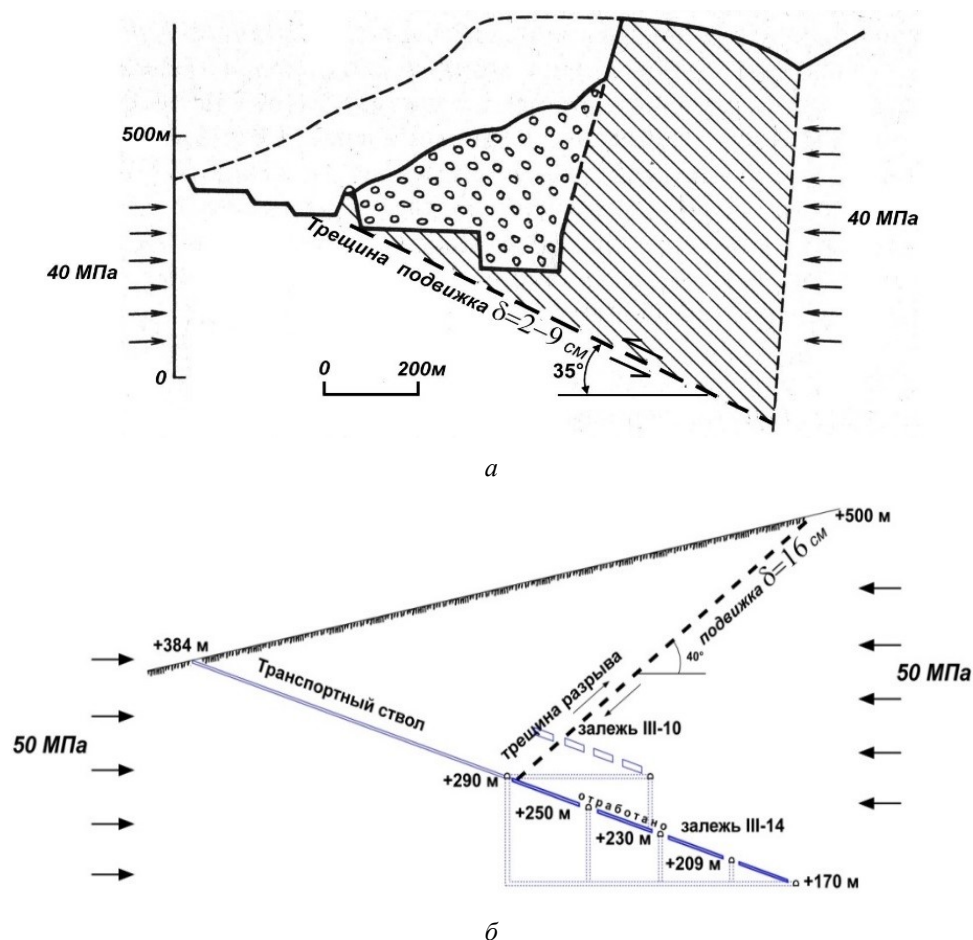 500м
40 МПа
40 МПа
Трещина подвижка δ=2–9 см
0
0 200м
35°
а
+500 м
подвижка δ=16 см
+384 м
40°
Транспортный ствол
50 МПа
50 МПа
трещина разрыва
залежь III-10
+290 м
отработано
+250 м
залежь III-14
+230 м
+209 м
+170 м
б